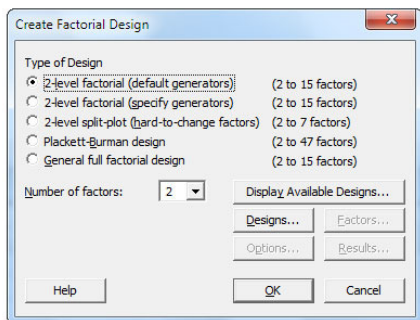 Create Factorial Design
Type of Design
2-level factorial (default generators) (2 to 15 factors)
2-level factorial (specify generators) (2 to 15 factors)
2-level split-plot (hard-to-change factors) (2 to 7 factors)
Plackett-Burman design (2 to 47 factors)
General full factorial design (2 to 15 factors)
Number of factors: 2 Display Available Designs...
Designs... Factors...
Options... Results...
Help OK Cancel